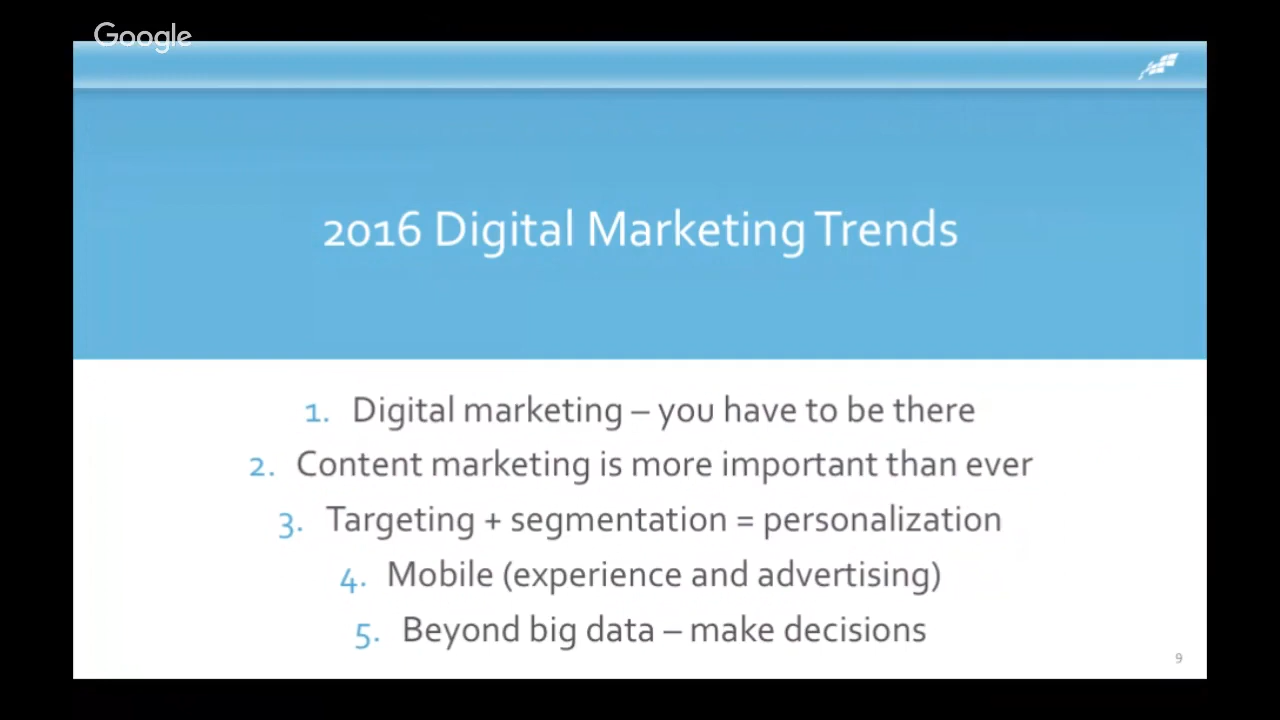 Google
2016 Digital Marketing Trends
1. Digital marketing – you have to be there
2. Content marketing is more important than ever
3. Targeting + segmentation = personalization
4. Mobile (experience and advertising)
5. Beyond big data – make decisions
9